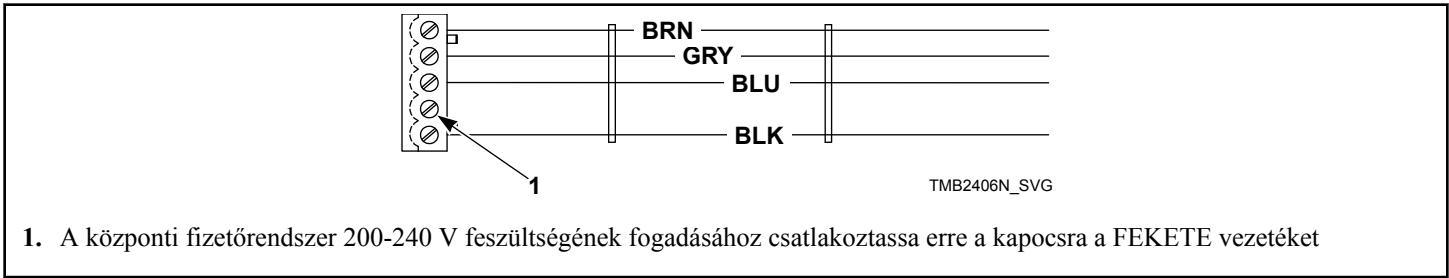 BRN
GRY
BLU
BLK
1
TMB2406N_SVG
1. A központi fizetőrendszer 200-240 V feszültségének fogadásához csatlakoztassa erre a kapocsra a FEKETE vezetéket